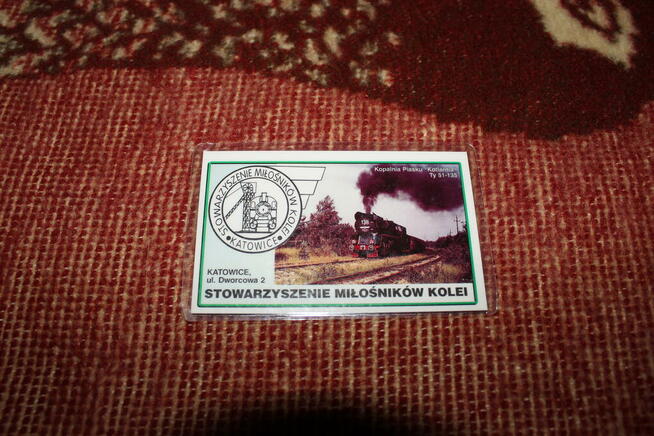 STOWARZYSZENIE MIŁOŚNIKÓW KOLEI
• KATOWICE •
Kopalnia Piasku "Kotlarnia"
Ty 51-135
KATOWICE,
ul. Dworcowa 2
STOWARZYSZENIE MIŁOŚNIKÓW KOLEI